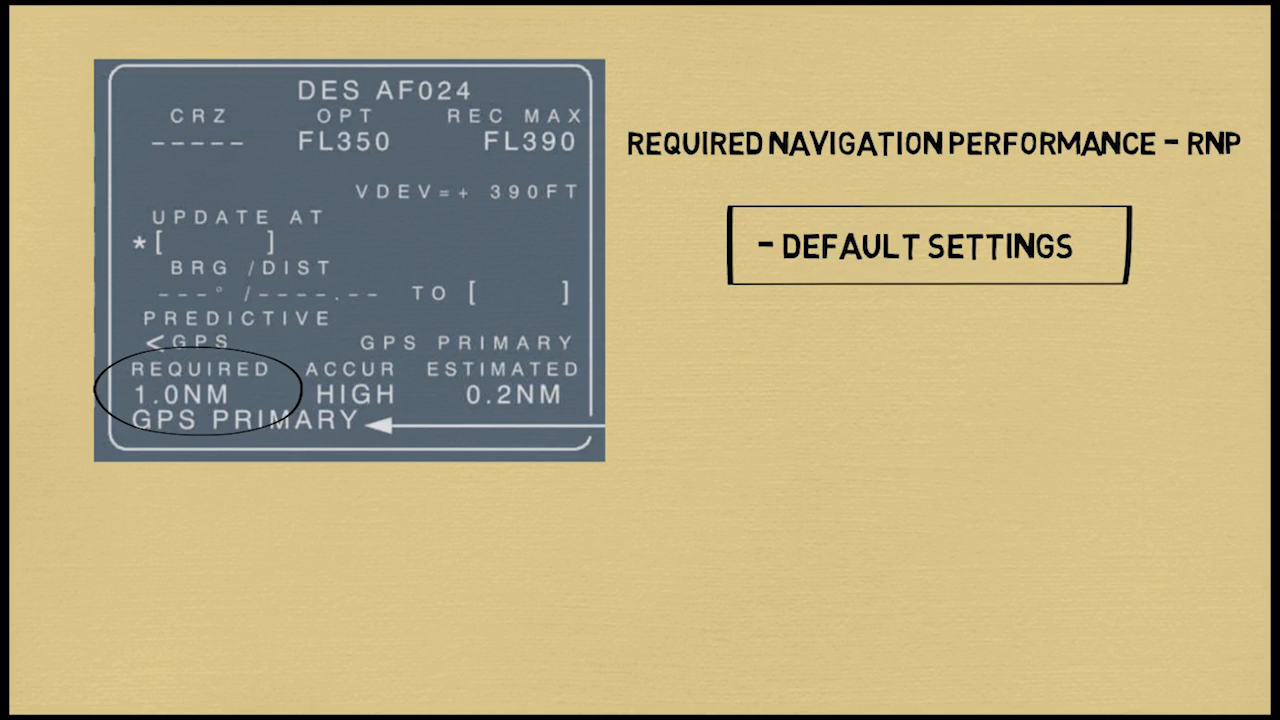 DES AF024
CRZ OPT REC MAX
----- FL350 FL390
VDEV=+ 390FT
UPDATE AT
*[ ]
BRG /DIST
---° /----.-- TO [ ]
PREDICTIVE
<GPS GPS PRIMARY
REQUIRED ACCUR ESTIMATED
1.0NM HIGH 0.2NM
GPS PRIMARY
REQUIRED NAVIGATION PERFORMANCE - RNP
- DEFAULT SETTINGS